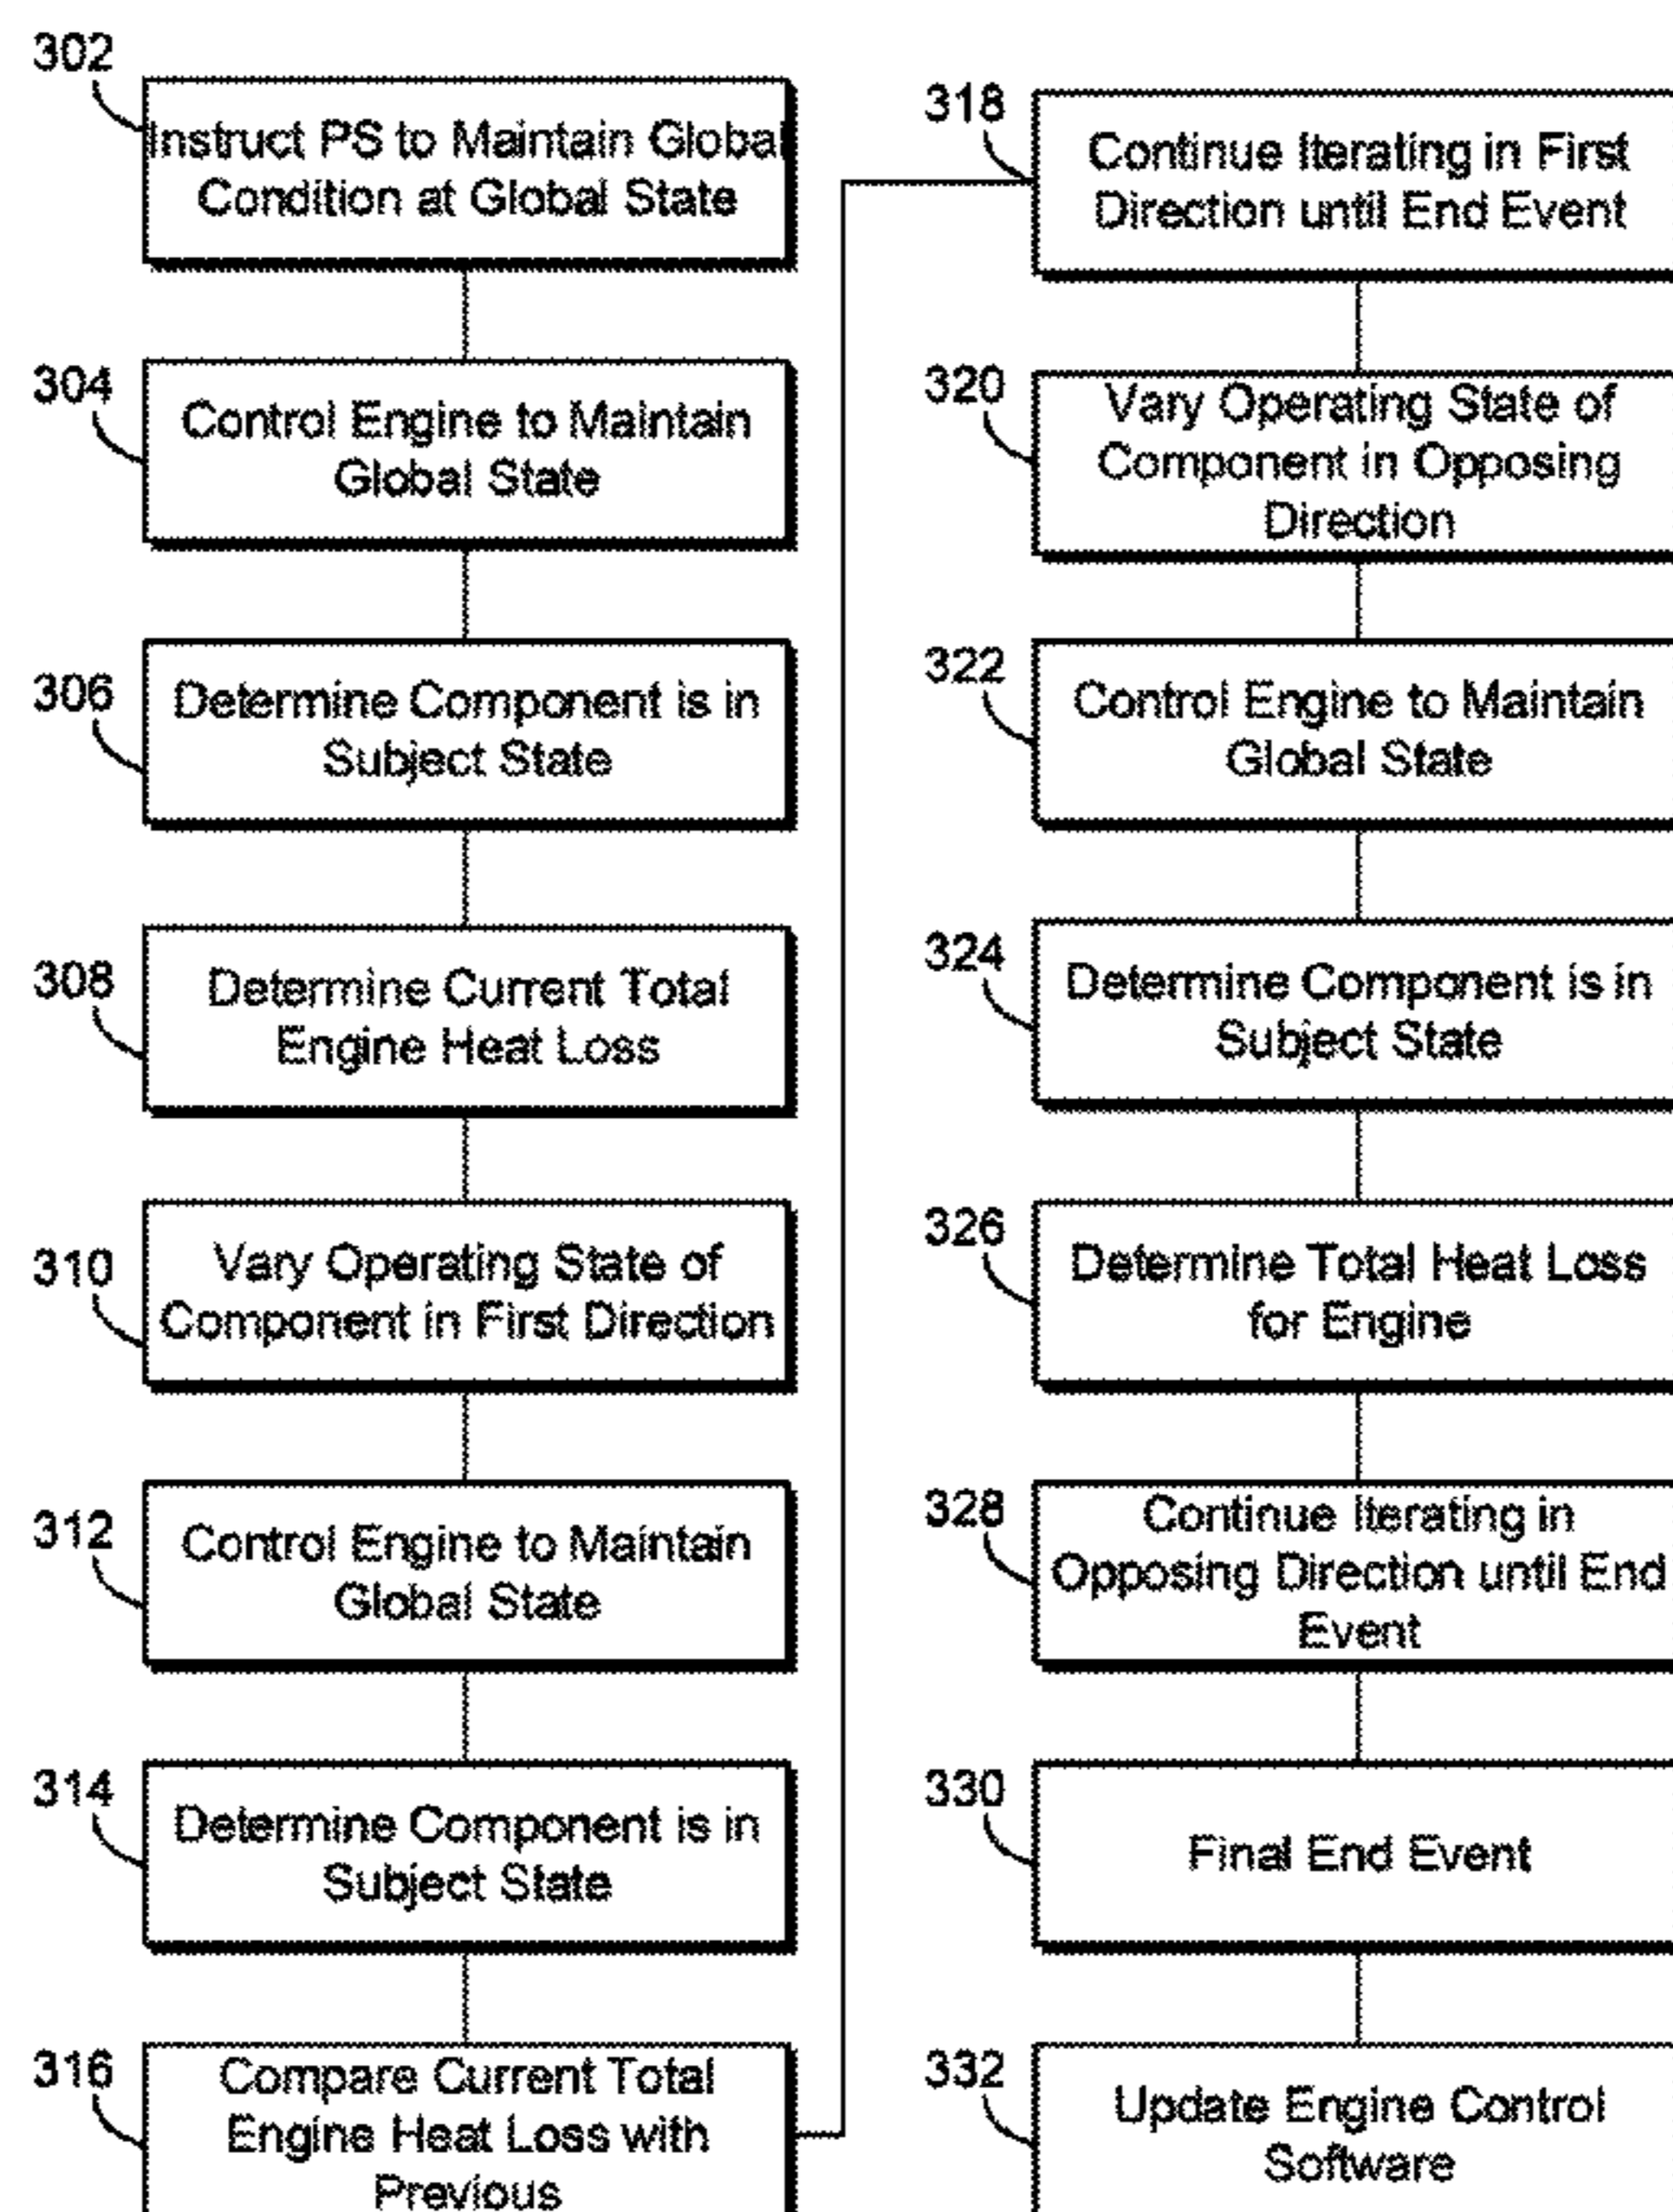 302
Instruct PS to Maintain Global
Condition at Global State
304
Control Engine to Maintain
Global State
306
Determine Component is in
Subject State
308
Determine Current Total
Engine Heat Loss
310
Vary Operating State of
Component in First Direction
312
Control Engine to Maintain
Global State
314
Determine Component is in
Subject State
316
Compare Current Total
Engine Heat Loss with
Previous
318
Continue Iterating in First
Direction until End Event
320
Vary Operating State of
Component in Opposing
Direction
322
Control Engine to Maintain
Global State
324
Determine Component is in
Subject State
326
Determine Total Heat Loss
for Engine
328
Continue Iterating in
Opposing Direction until End
Event
330
Final End Event
332
Update Engine Control
Software